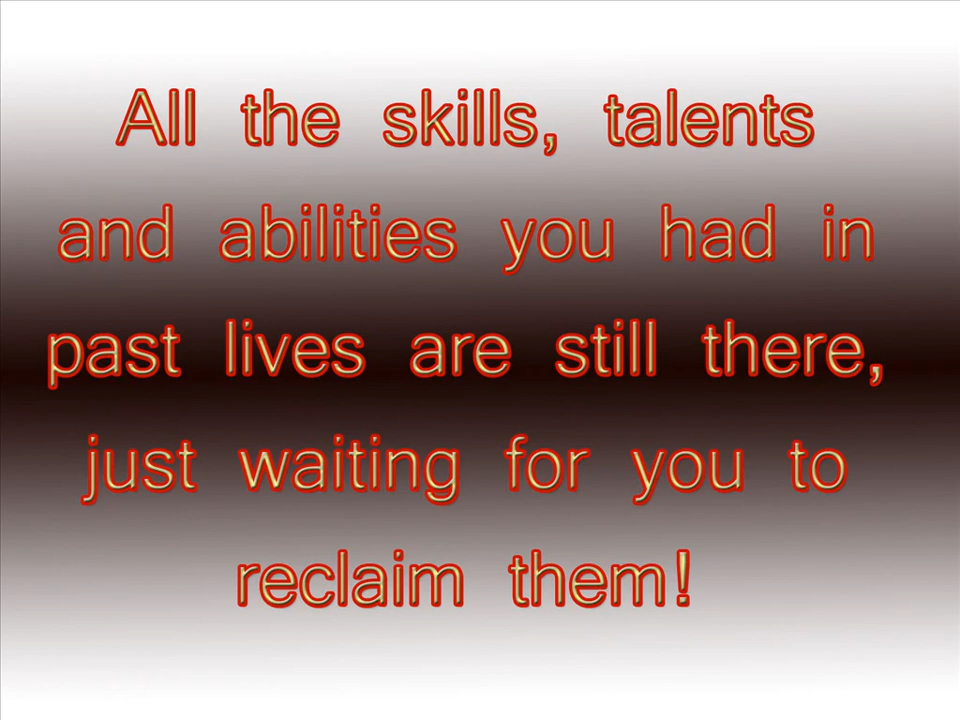 All the skills, talents
and abilities you had in
past lives are still there,
just waiting for you to
reclaim them!